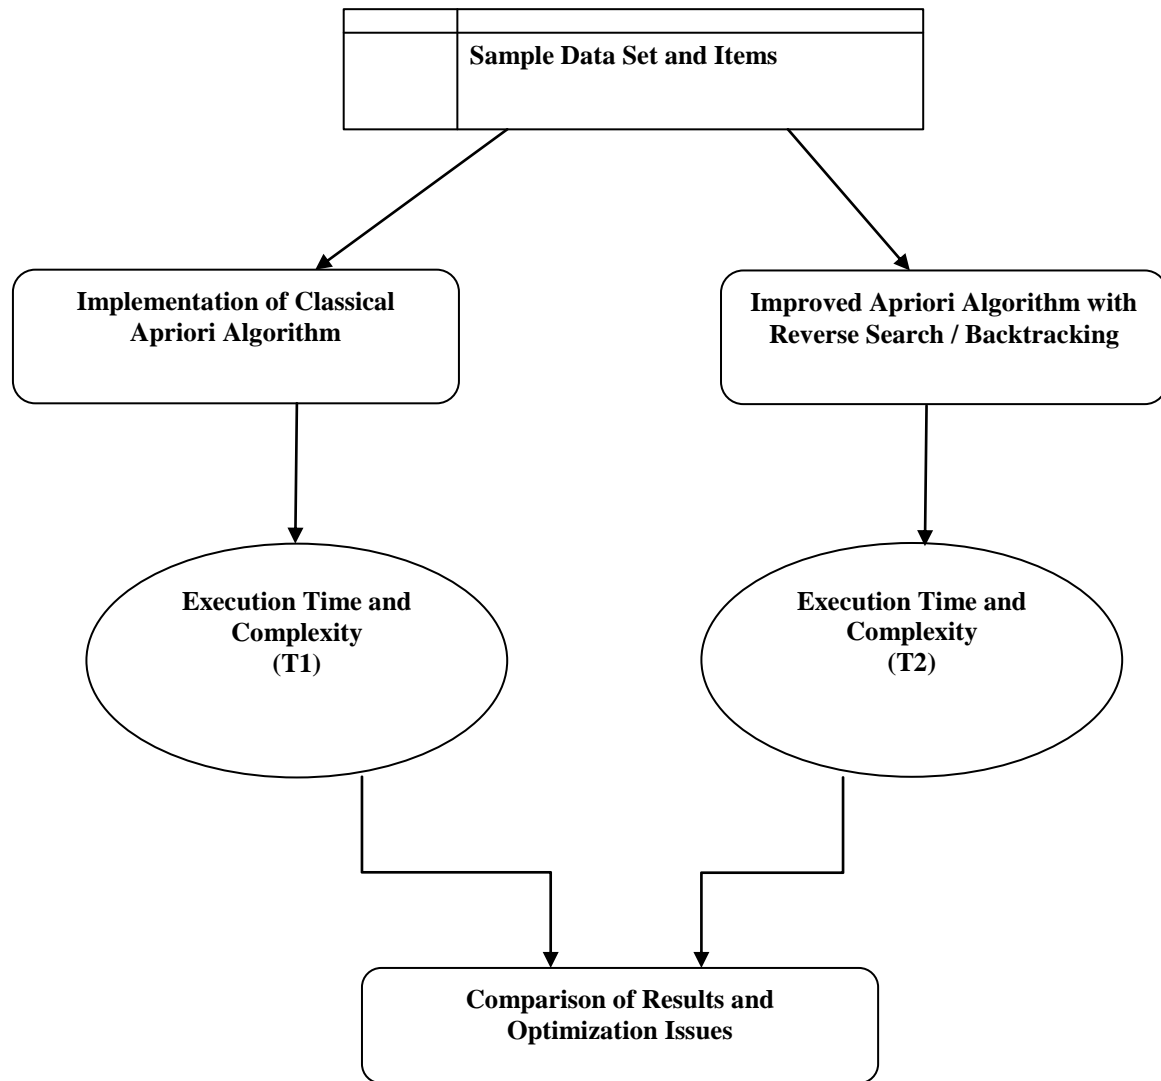 Sample Data Set and Items
Implementation of Classical
Apriori Algorithm
Improved Apriori Algorithm with
Reverse Search / Backtracking
Execution Time and
Complexity
(T1)
Execution Time and
Complexity
(T2)
Comparison of Results and
Optimization Issues